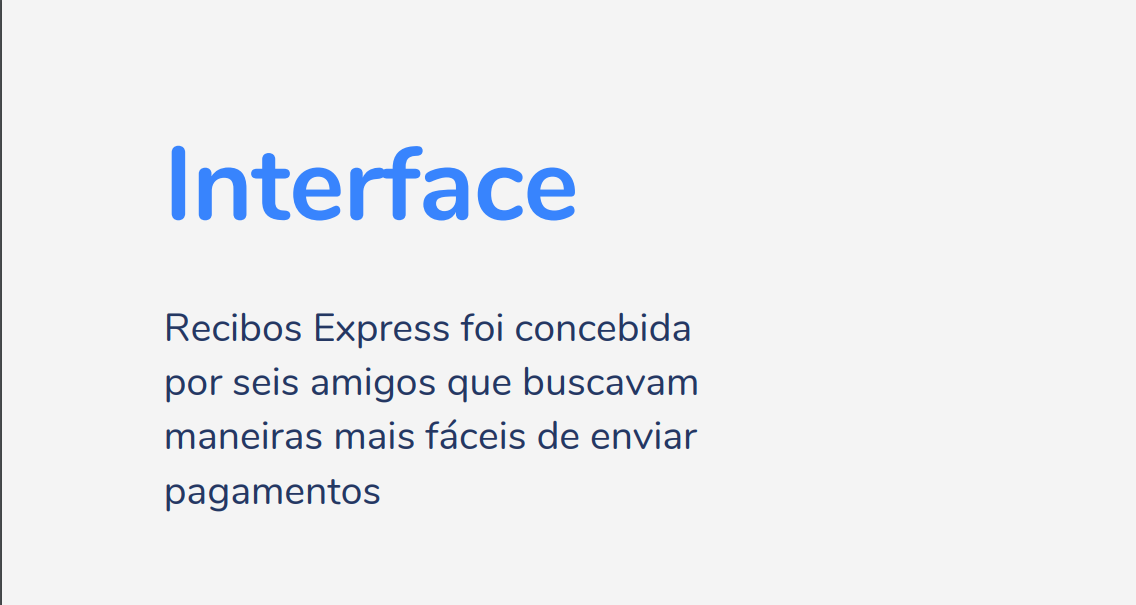 Interface
Recibos Express foi concebida
por seis amigos que buscavam
maneiras mais fáceis de enviar
pagamentos